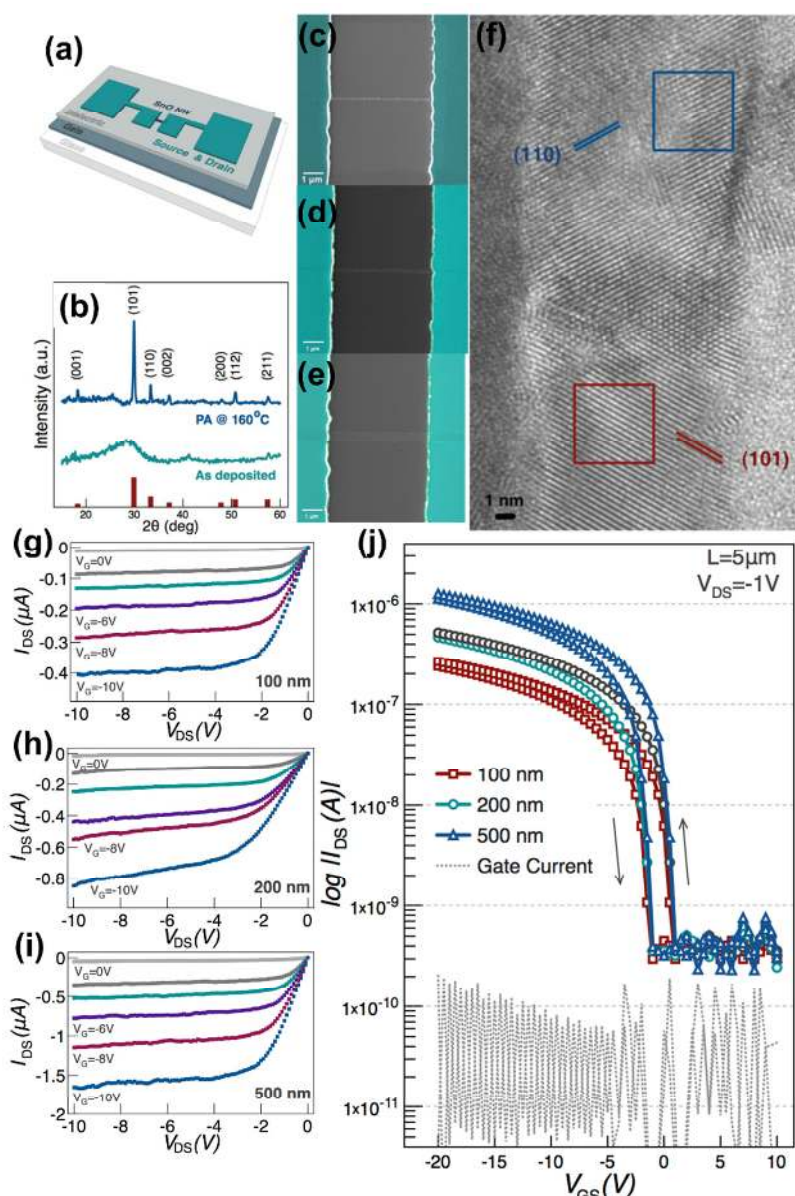 (a)
SnO NW
Dielectric
Gate
Glass
Source & Drain
(b)
Intensity (a.u.)
(001)
(101)
(110)
(002)
(200)
(112)
(211)
PA @ 160°C
As deposited
20 30 40 50 60
2θ (deg)
(c)
1 µm
(d)
1 µm
(e)
1 µm
(f)
(110)
(101)
1 nm
(g)
I_DS(µA)
0
-0.1
-0.2
-0.3
-0.4
V_G=0V
V_G=-6V
V_G=-8V
V_G=-10V
100 nm
-10 -8 -6 -4 -2 0
V_DS(V)
(h)
I_DS(µA)
0
-0.2
-0.4
-0.6
-0.8
V_G=0V
V_G=-8V
V_G=-10V
200 nm
-10 -8 -6 -4 -2 0
V_DS(V)
(i)
I_DS(µA)
0
-0.5
-1
-1.5
-2
V_G=0V
V_G=-6V
V_G=-8V
V_G=-10V
500 nm
-10 -8 -6 -4 -2 0
V_DS(V)
(j)
L=5µm
V_DS=-1V
log |I_DS(A)|
1x10⁻⁶
1x10⁻⁷
1x10⁻⁸
1x10⁻⁹
1x10⁻¹⁰
1x10⁻¹¹
100 nm
200 nm
500 nm
Gate Current
-20 -15 -10 -5 0 5 10
V_GS(V)